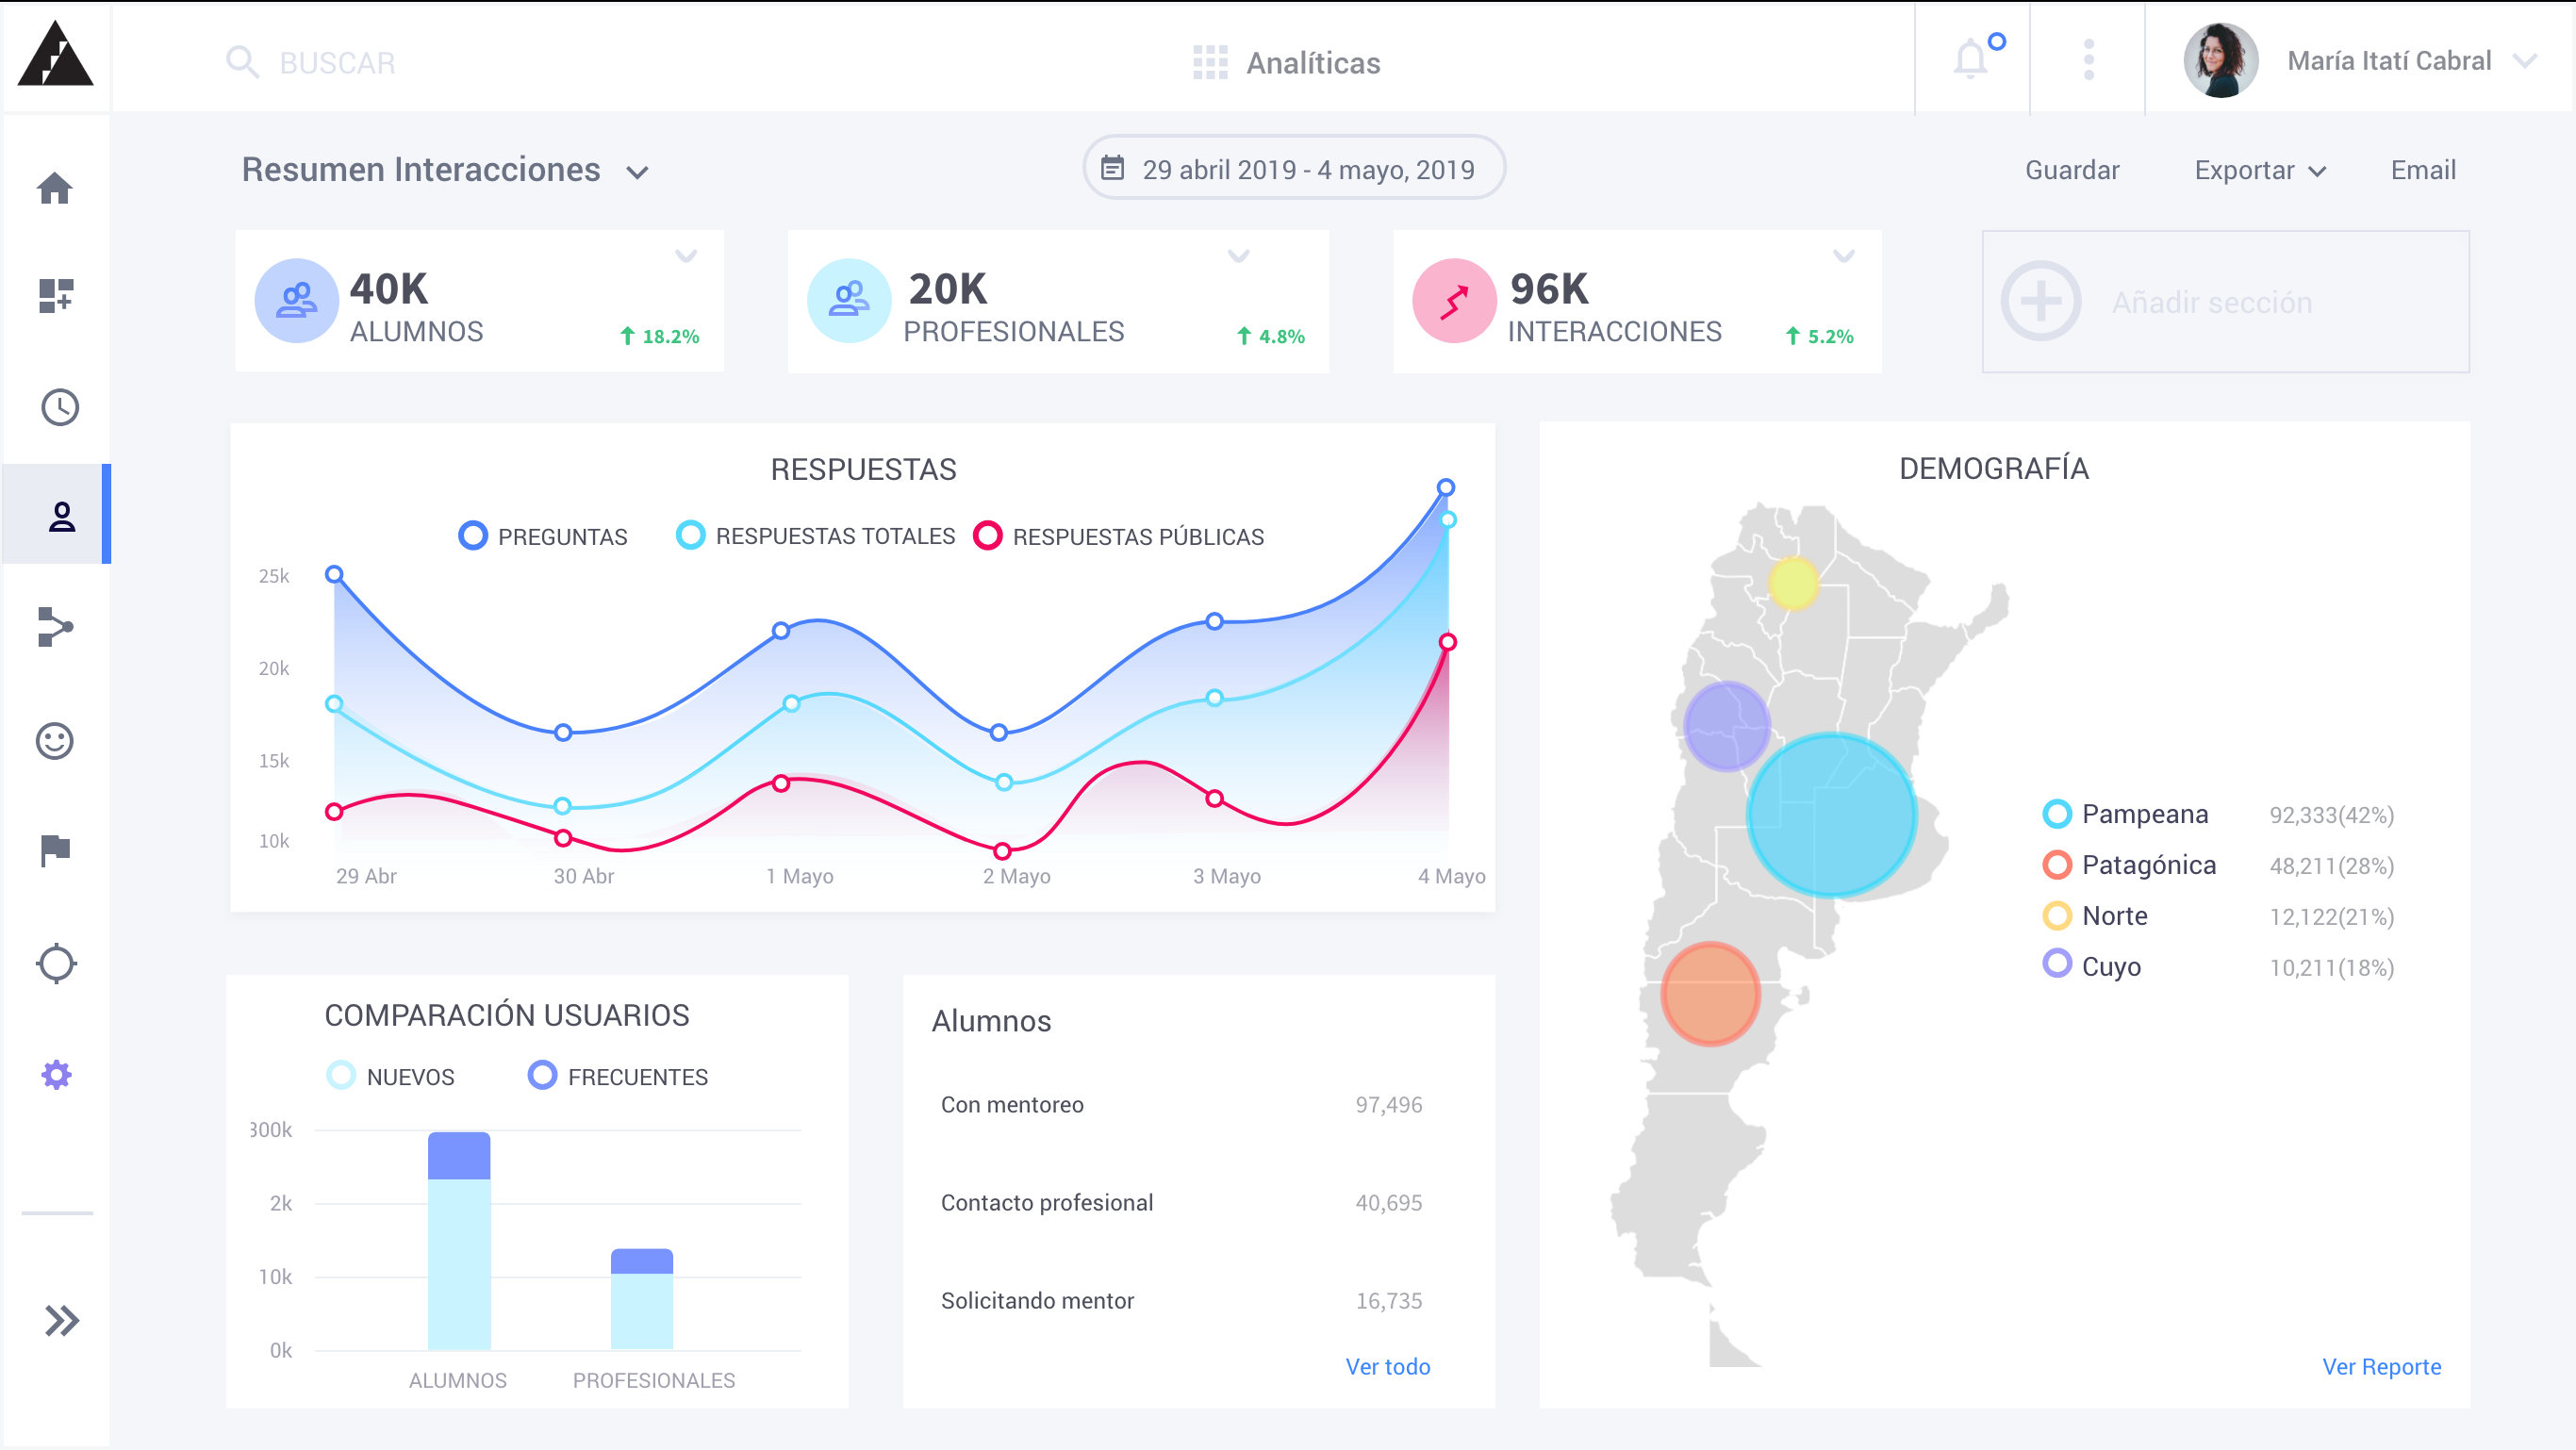 BUSCAR
Analíticas
María Itatí Cabral
Resumen Interacciones
29 abril 2019 - 4 mayo, 2019
Guardar
Exportar
Email
40K
ALUMNOS
18.2%
20K
PROFESIONALES
4.8%
96K
INTERACCIONES
5.2%
Añadir sección
RESPUESTAS
PREGUNTAS
RESPUESTAS TOTALES
RESPUESTAS PÚBLICAS
25k
20k
15k
10k
29 Abr
30 Abr
1 Mayo
2 Mayo
3 Mayo
4 Mayo
DEMOGRAFÍA
Pampeana 92,333(42%)
Patagónica 48,211(28%)
Norte 12,122(21%)
Cuyo 10,211(18%)
Ver Reporte
COMPARACIÓN USUARIOS
NUEVOS
FRECUENTES
300k
2k
10k
0k
ALUMNOS
PROFESIONALES
Alumnos
Con mentoreo 97,496
Contacto profesional 40,695
Solicitando mentor 16,735
Ver todo